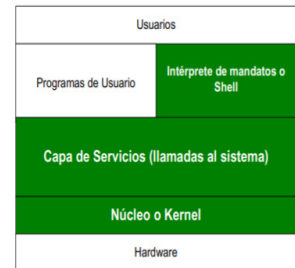 Usuarios
Programas de Usuario
Intérprete de mandatos o
Shell
Capa de Servicios (llamadas al sistema)
Núcleo o Kernel
Hardware